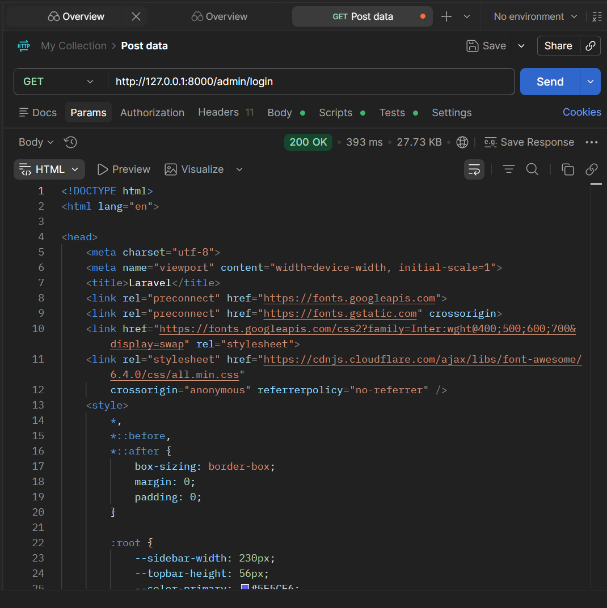 Overview Overview GET Post data No environment
HTTP My Collection > Post data Save Share
GET http://127.0.0.1:8000/admin/login Send
Docs Params Authorization Headers 11 Body Scripts Tests Settings Cookies
Body 200 OK 393 ms 27.73 KB e.g. Save Response
HTML Preview Visualize
1 <!DOCTYPE html>
2 <html lang="en">
3
4 <head>
5 <meta charset="utf-8">
6 <meta name="viewport" content="width=device-width, initial-scale=1">
7 <title>Laravel</title>
8 <link rel="preconnect" href="https://fonts.googleapis.com">
9 <link rel="preconnect" href="https://fonts.gstatic.com" crossorigin>
10 <link href="https://fonts.googleapis.com/css2?family=Inter:wght@400;500;600;700&
display=swap" rel="stylesheet">
11 <link rel="stylesheet" href="https://cdnjs.cloudflare.com/ajax/libs/font-awesome/
6.4.0/css/all.min.css"
12 crossorigin="anonymous" referrerpolicy="no-referrer" />
13 <style>
14 *,
15 *::before,
16 *::after {
17 box-sizing: border-box;
18 margin: 0;
19 padding: 0;
20 }
21
22 :root {
23 --sidebar-width: 230px;
24 --topbar-height: 56px;
25 --color-primary: